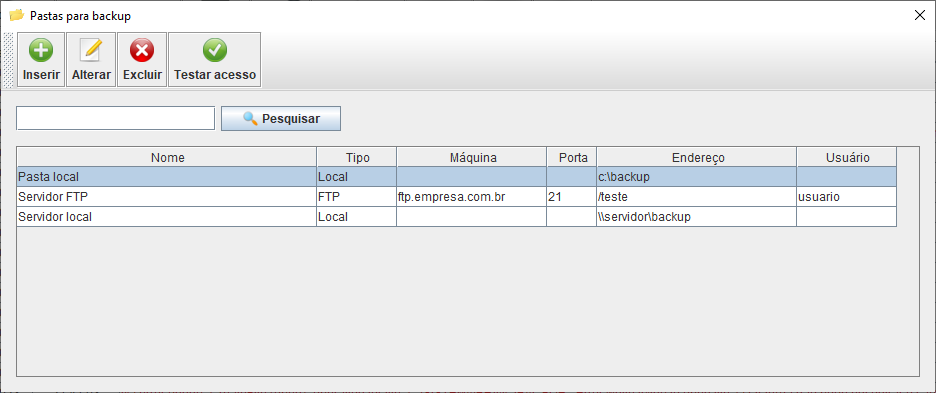 Pastas para backup
Inserir Alterar Excluir Testar acesso
Pesquisar
Nome Tipo Máquina Porta Endereço Usuário
Pasta local Local c:\backup
Servidor FTP FTP ftp.empresa.com.br 21 /teste usuario
Servidor local Local \\servidor\backup